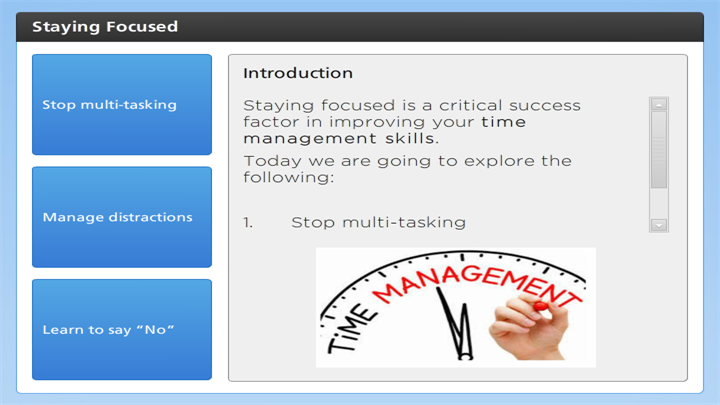 Staying Focused
Stop multi-tasking
Manage distractions
Learn to say “No”
Introduction
Staying focused is a critical success
factor in improving your time
management skills.
Today we are going to explore the
following:
1. Stop multi-tasking
TiME MANAGEMENT